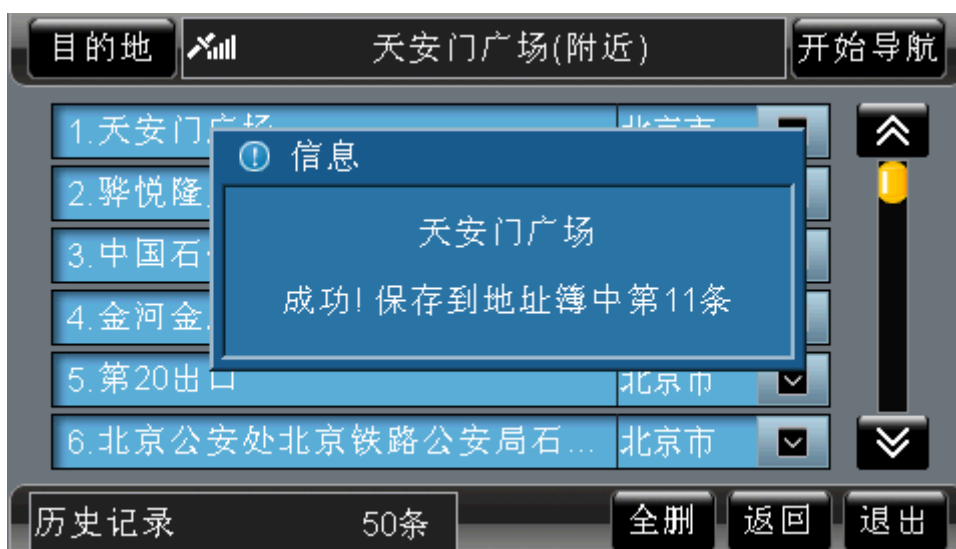 目的地 天安门广场(附近) 开始导航
1.天安门广场 北京市
信息
2.骅悦隆
天安门广场
3.中国石
成功!保存到地址簿中第11条
4.金河金
5.第20出口 北京市
6.北京公安处北京铁路公安局石... 北京市
历史记录 50条 全删 返回 退出